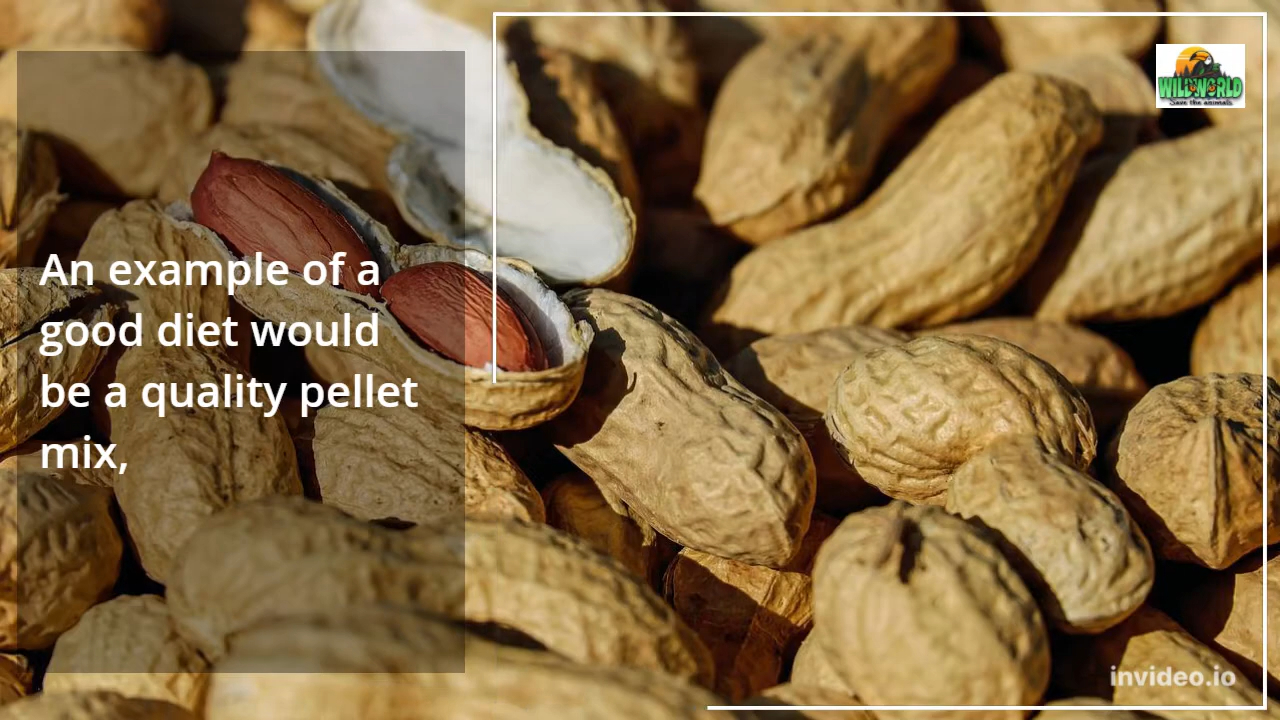 An example of a
good diet would
be a quality pellet
mix,
WILDWORLD
Save the animals
invideo.io